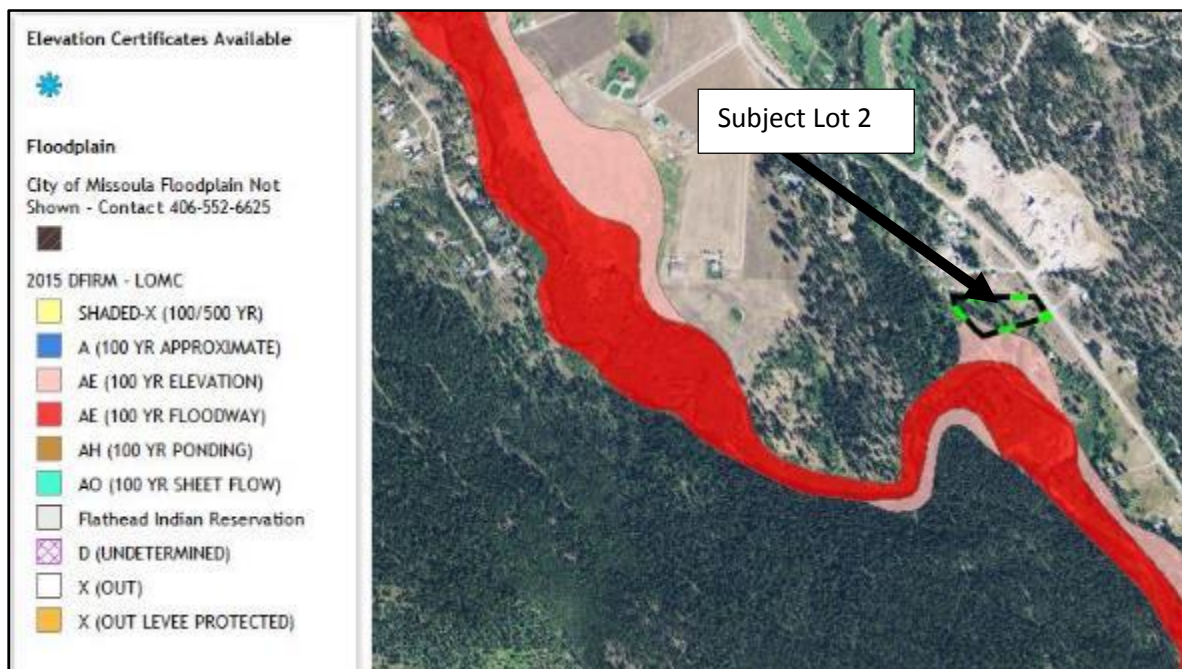 Elevation Certificates Available
Floodplain
City of Missoula Floodplain Not
Shown - Contact 406-552-6625
2015 DFIRM - LOMC
SHADED-X (100/500 YR)
A (100 YR APPROXIMATE)
AE (100 YR ELEVATION)
AE (100 YR FLOODWAY)
AH (100 YR PONDING)
AO (100 YR SHEET FLOW)
Flathead Indian Reservation
D (UNDETERMINED)
X (OUT)
X (OUT LEVEE PROTECTED)
Subject Lot 2